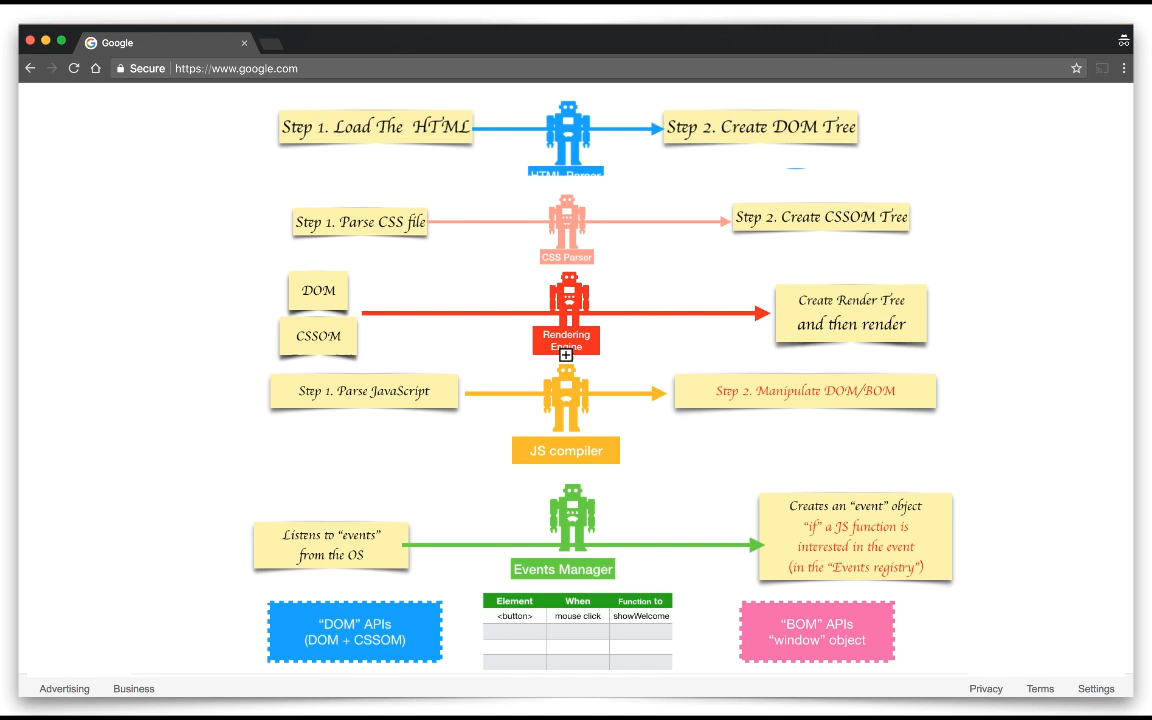 Google
Secure https://www.google.com
Step 1. Load The HTML
Step 2. Create DOM Tree
HTML Parser
Step 1. Parse CSS file
Step 2. Create CSSOM Tree
CSS Parser
DOM
CSSOM
Rendering
Engine
Create Render Tree
and then render
Step 1. Parse JavaScript
Step 2. Manipulate DOM/BOM
JS compiler
Listens to “events”
from the OS
Events Manager
Creates an “event” object
“if” a JS function is
interested in the event
(in the “Events registry”)
“DOM” APIs
(DOM + CSSOM)
Element When Function to
<button> mouse click showWelcome
“BOM” APIs
“window” object
Advertising Business Privacy Terms Settings